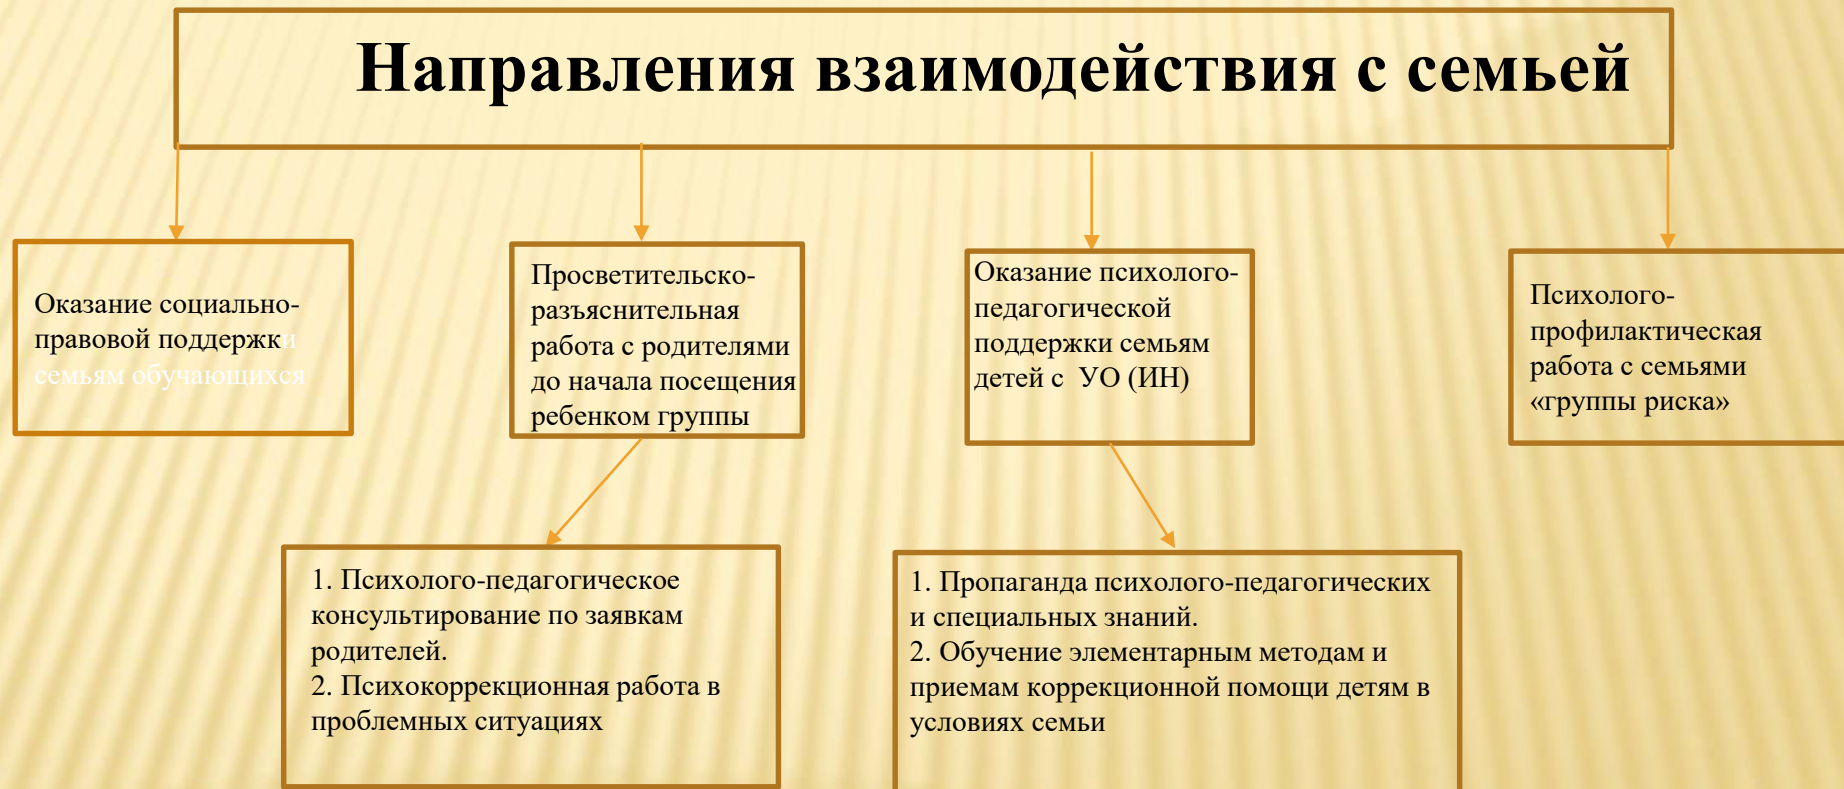 Направления взаимодействия с семьей
Оказание социально-
правовой поддержки
семьям обучающихся
Просветительско-
разъяснительная
работа с родителями
до начала посещения
ребенком группы
Оказание психолого-
педагогической
поддержки семьям
детей с УО (ИН)
Психолого-
профилактическая
работа с семьями
«группы риска»
1. Психолого-педагогическое
консультирование по заявкам
родителей.
2. Психокоррекционная работа в
проблемных ситуациях
1. Пропаганда психолого-педагогических
и специальных знаний.
2. Обучение элементарным методам и
приемам коррекционной помощи детям в
условиях семьи